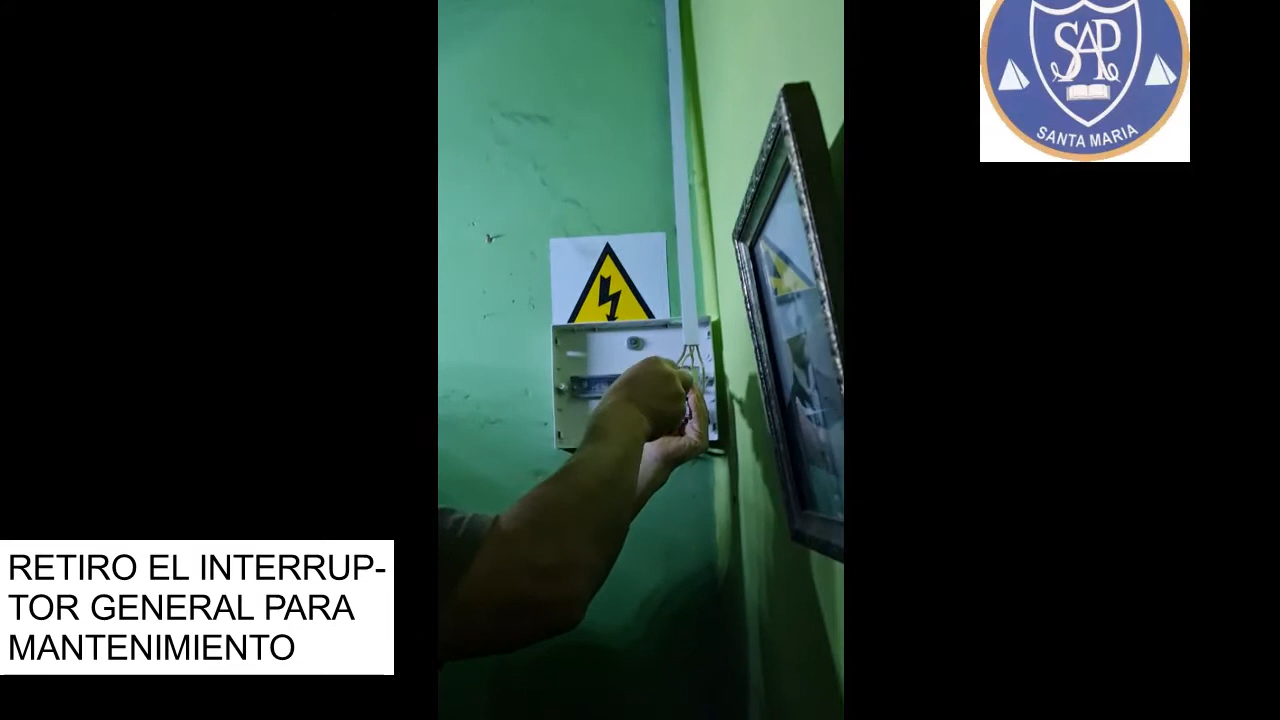 SAP
SANTA MARIA
RETIRO EL INTERRUP-
TOR GENERAL PARA
MANTENIMIENTO